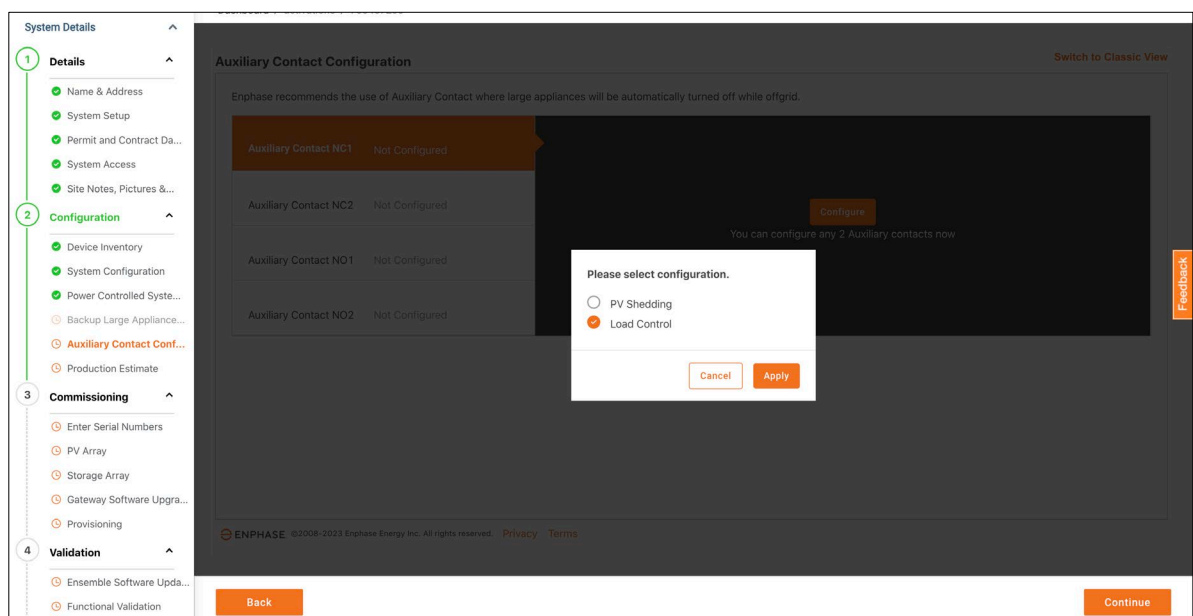 System Details
1 Details
Name & Address
System Setup
Permit and Contract Da...
System Access
Site Notes, Pictures &...
2 Configuration
Device Inventory
System Configuration
Power Controlled Syste...
Backup Large Appliance...
Auxiliary Contact Conf...
Production Estimate
3 Commissioning
Enter Serial Numbers
PV Array
Storage Array
Gateway Software Upgra...
Provisioning
4 Validation
Ensemble Software Upda...
Functional Validation
Auxiliary Contact Configuration
Switch to Classic View
Enphase recommends the use of Auxiliary Contact where large appliances will be automatically turned off while offgrid.
Auxiliary Contact NC1 Not Configured
Auxiliary Contact NC2 Not Configured
Auxiliary Contact NO1 Not Configured
Auxiliary Contact NO2 Not Configured
Configure
You can configure any 2 Auxiliary contacts now
Please select configuration.
PV Shedding
Load Control
Cancel Apply
Feedback
ENPHASE ©2008-2023 Enphase Energy Inc. All rights reserved. Privacy Terms
Back Continue